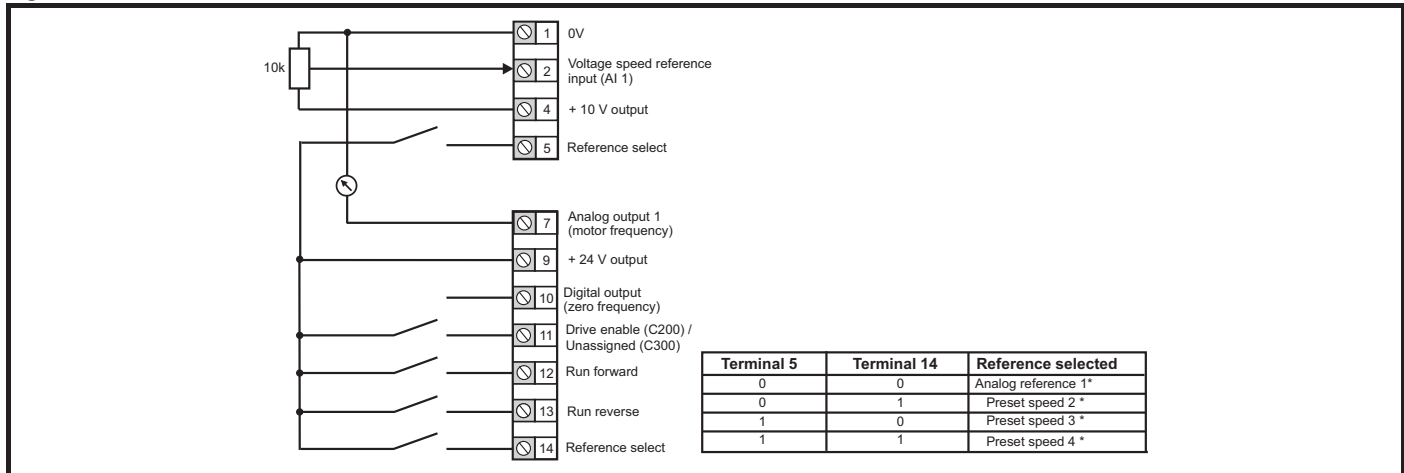 1 0V
10k
2 Voltage speed reference
input (AI 1)
4 + 10 V output
5 Reference select
7 Analog output 1
(motor frequency)
9 + 24 V output
10 Digital output
(zero frequency)
11 Drive enable (C200) /
Unassigned (C300)
12 Run forward
13 Run reverse
14 Reference select
Terminal 5 Terminal 14 Reference selected
0 0 Analog reference 1*
0 1 Preset speed 2 *
1 0 Preset speed 3 *
1 1 Preset speed 4 *